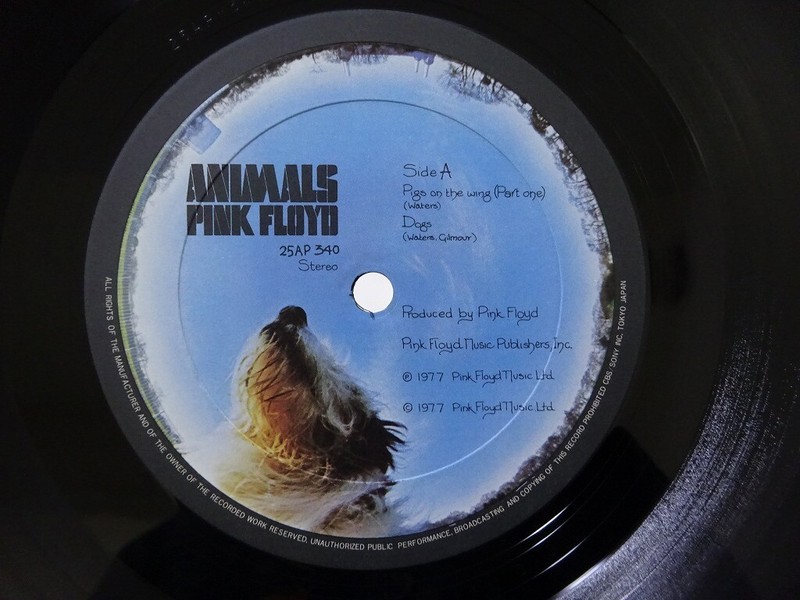 ANIMALS
PINK FLOYD
25AP 340
Stereo
Side A
Pigs on the wing (Part one)
(Waters)
Dogs
(Waters, Gilmour)
Produced by Pink Floyd
Pink Floyd Music Publishers, Inc.
℗ 1977 Pink Floyd Music Ltd.
© 1977 Pink Floyd Music Ltd.
ALL RIGHTS OF THE MANUFACTURER AND OF THE OWNER OF THE RECORDED WORK RESERVED. UNAUTHORIZED PUBLIC PERFORMANCE, BROADCASTING AND COPYING OF THIS RECORD PROHIBITED CBS/SONY INC. TOKYO JAPAN